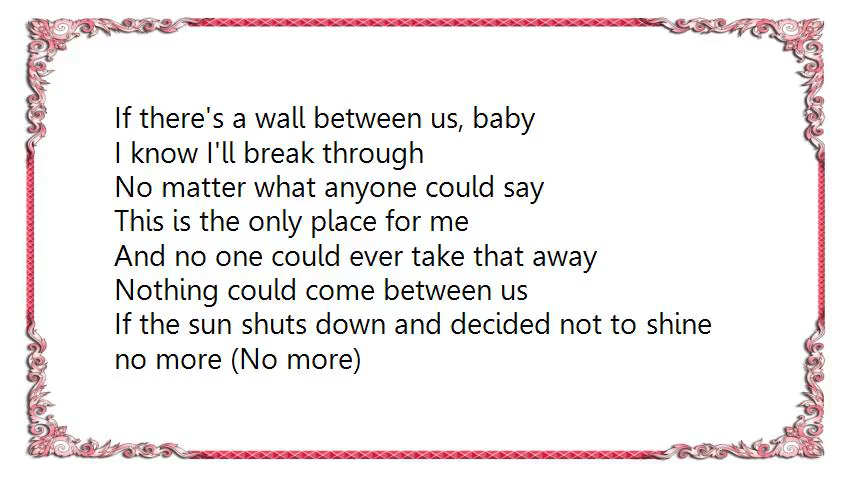 If there's a wall between us, baby
I know I'll break through
No matter what anyone could say
This is the only place for me
And no one could ever take that away
Nothing could come between us
If the sun shuts down and decided not to shine
no more (No more)